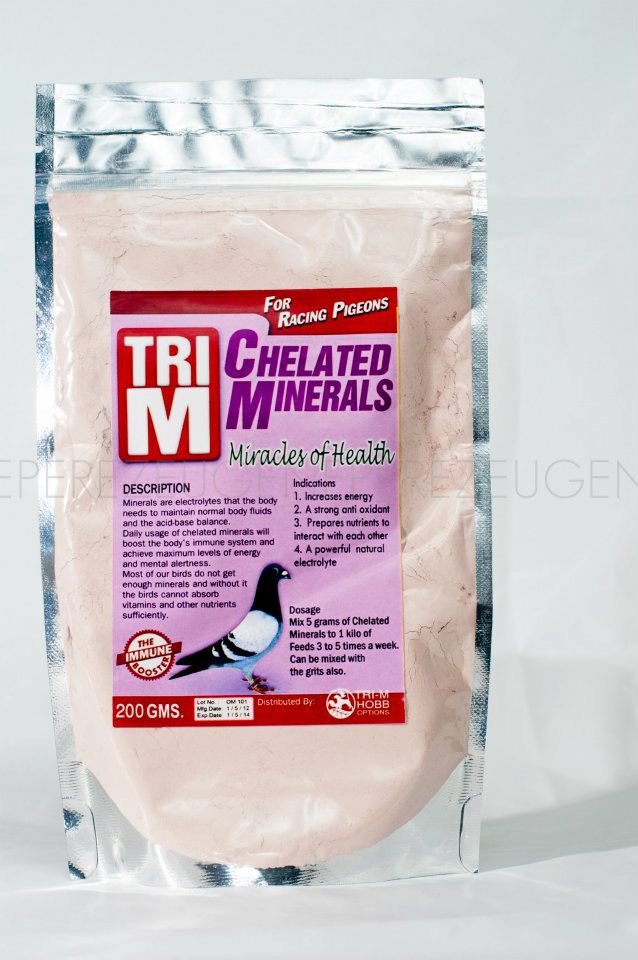 FOR
RACING PIGEONS
TRI
M
CHELATED
MINERALS
Miracles of Health
DESCRIPTION
Minerals are electrolytes that the body
needs to maintain normal body fluids
and the acid-base balance.
Daily usage of chelated minerals will
boost the body's immune system and
achieve maximum levels of energy
and mental alertness.
Most of our birds do not get
enough minerals and without it
the birds cannot absorb
vitamins and other nutrients
sufficiently.
Indications
1. Increases energy
2. A strong anti oxidant
3. Prepares nutrients to
interact with each other
4. A powerful natural
electrolyte
Dosage
Mix 5 grams of Chelated
Minerals to 1 kilo of
Feeds 3 to 5 times a week.
Can be mixed with
the grits also.
THE
IMMUNE
BOOSTER
200 GMS.
Lot No. : OM 101
Mfg.Date : 1 / 5 / 12
Exp.Date : 1 / 5 / 14
Distributed By:
TRI-M
HOBB
OPTIONS